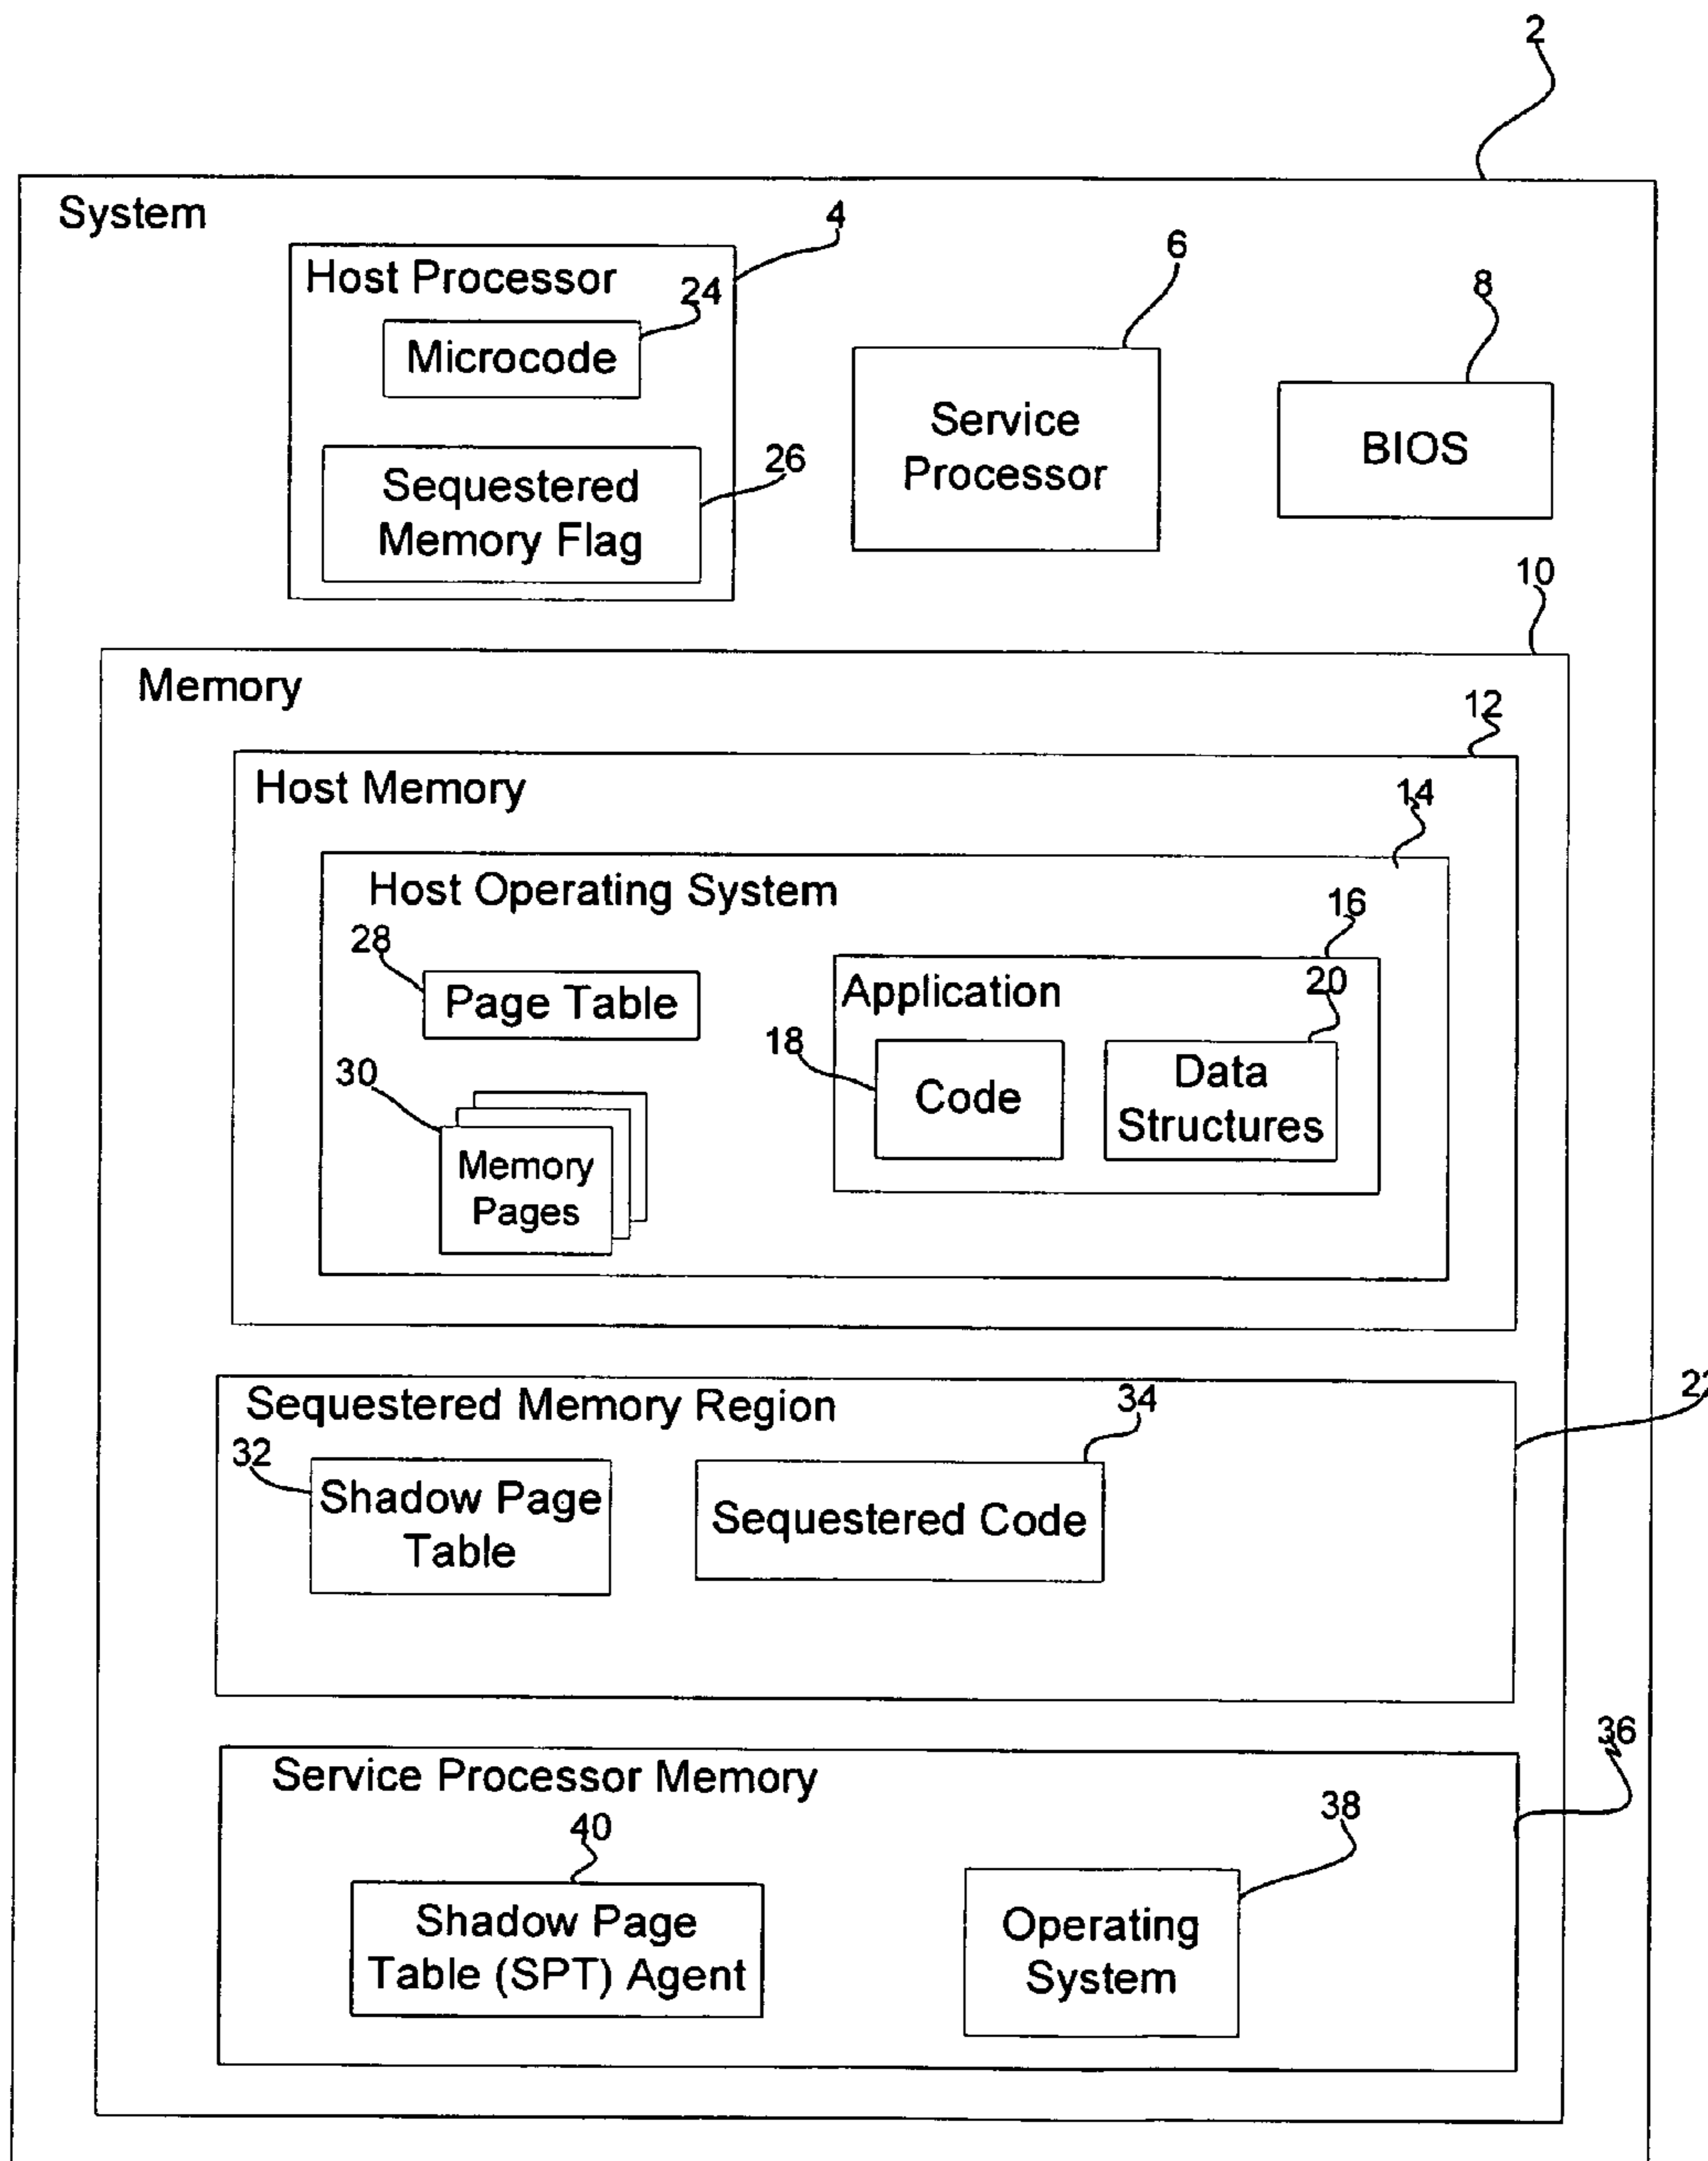 2
System
4
Host Processor
24
Microcode
6
8
Service
Processor
BIOS
Sequestered
Memory Flag
26
10
Memory
12
Host Memory
14
Host Operating System
16
28
Page Table
Application
20
18
Code
Data
Structures
30
Memory
Pages
22
Sequestered Memory Region
34
32
Shadow Page
Table
Sequestered Code
36
Service Processor Memory
40
38
Shadow Page
Table (SPT) Agent
Operating
System